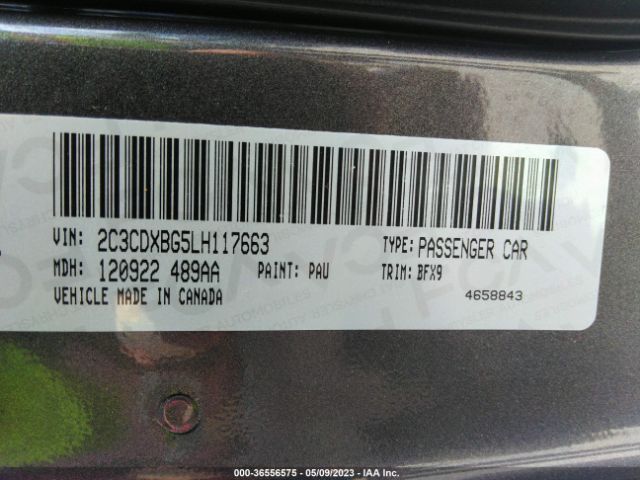 VIN: 2C3CDXBG5LH117663 TYPE: PASSENGER CAR
MDH: 120922 489AA PAINT: PAU TRIM: BFX9
VEHICLE MADE IN CANADA 4658843
000-36556575 - 05/09/2023 - IAA Inc.